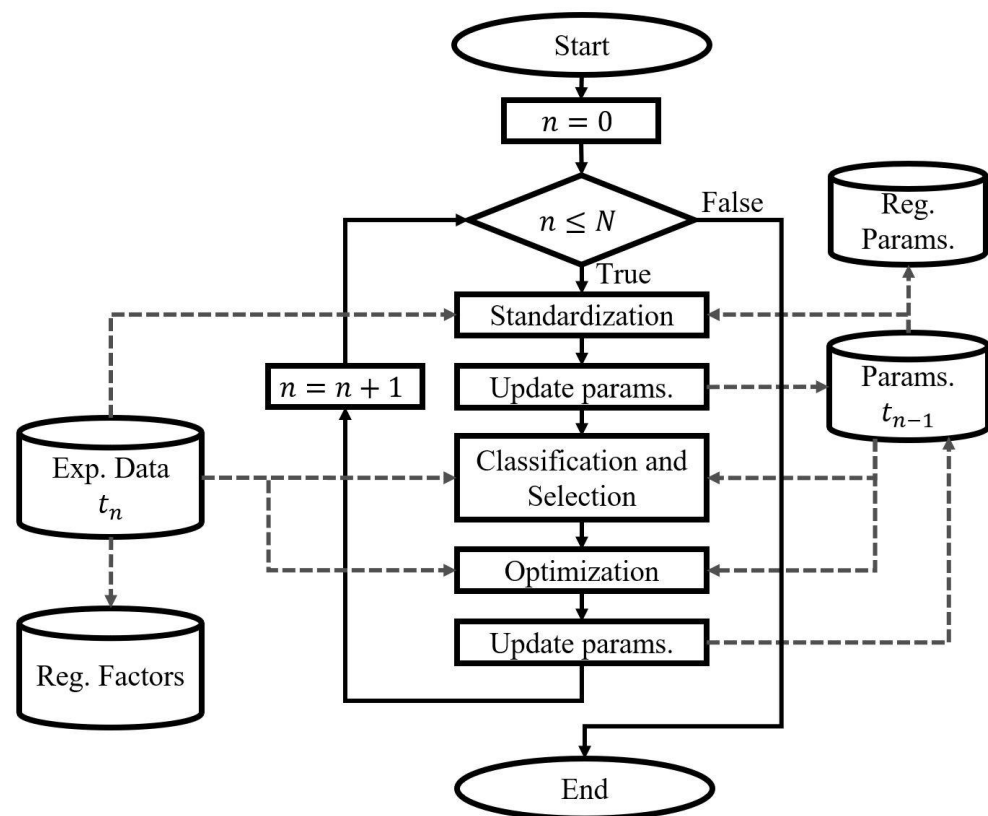 Start
n = 0
n ≤ N
False
True
Reg.
Params.
Standardization
n = n + 1
Update params.
Params.
t_{n−1}
Exp. Data
t_n
Classification and
Selection
Optimization
Reg. Factors
Update params.
End